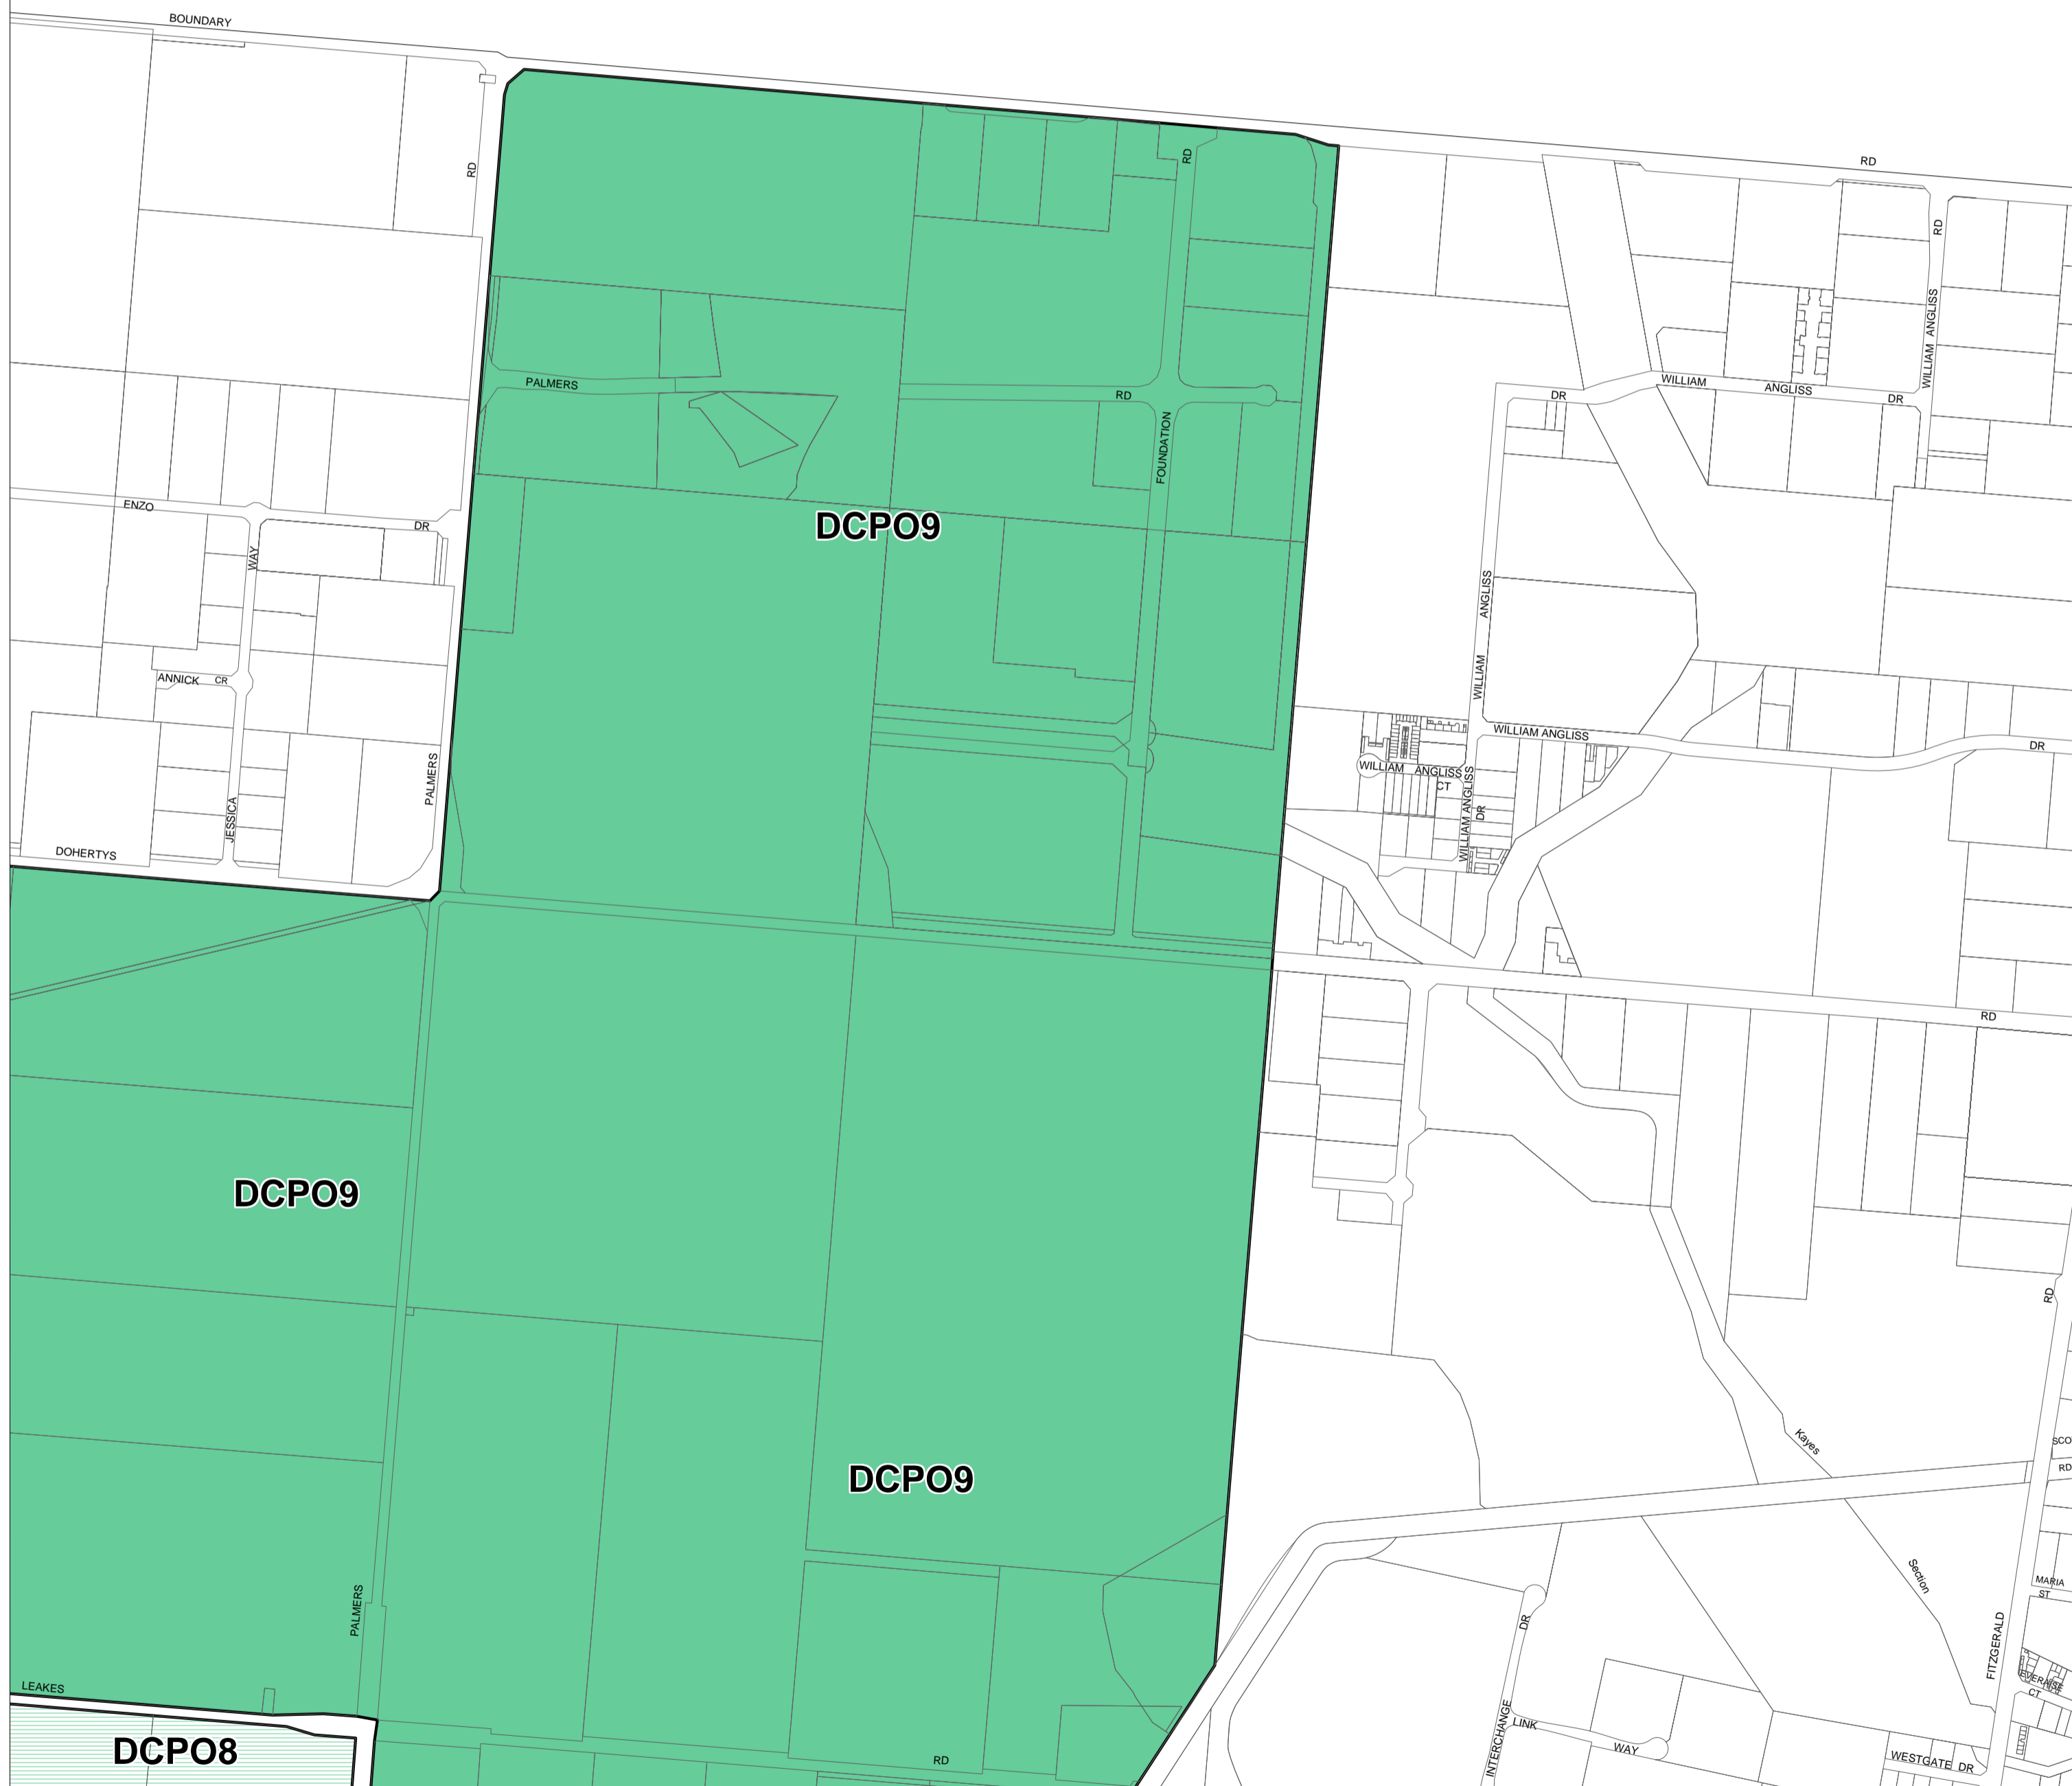 BOUNDARY
RD
RD
RD
RD
WILLIAM ANGLISS
PALMERS
RD
DR
WILLIAM
ANGLISS
DR
FOUNDATION
ENZO
DR
DCPO9
WAY
ANGLISS
WILLIAM
ANNICK
CR
WILLIAM ANGLISS
DR
PALMERS
WILLIAM
ANGLISS
CT
WILLIAM ANGLISS
DR
JESSICA
DOHERTYS
RD
DCPO9
RD
Kayes
RD
DCPO9
Section
MARIA
ST
PALMERS
DR
FITZGERALD
LEAKES
CT
INTERCHANGE
LINK
WAY
DCPO8
RD
WESTGATE
DR